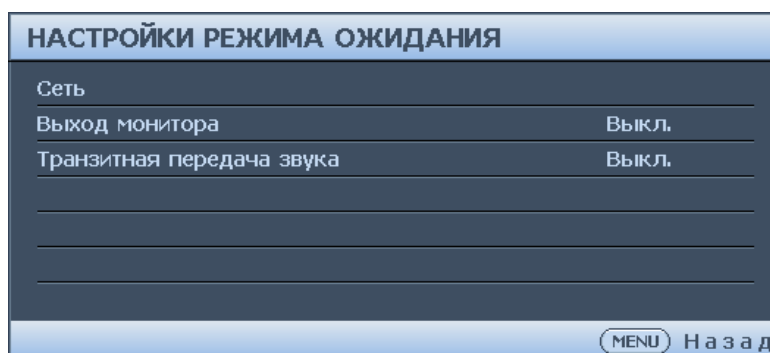 НАСТРОЙКИ РЕЖИМА ОЖИДАНИЯ
Сеть
Выход монитора Выкл.
Транзитная передача звука Выкл.
MENU Назад